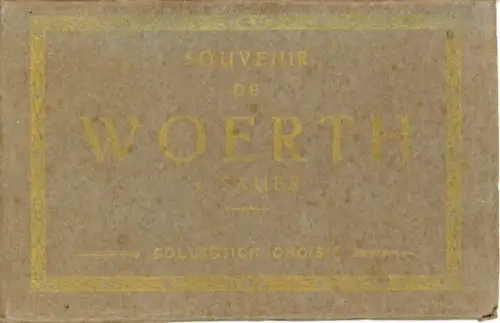 SOUVENIR
DE
WOERTH
s/ SAUER
COLLECTION CHOISIE